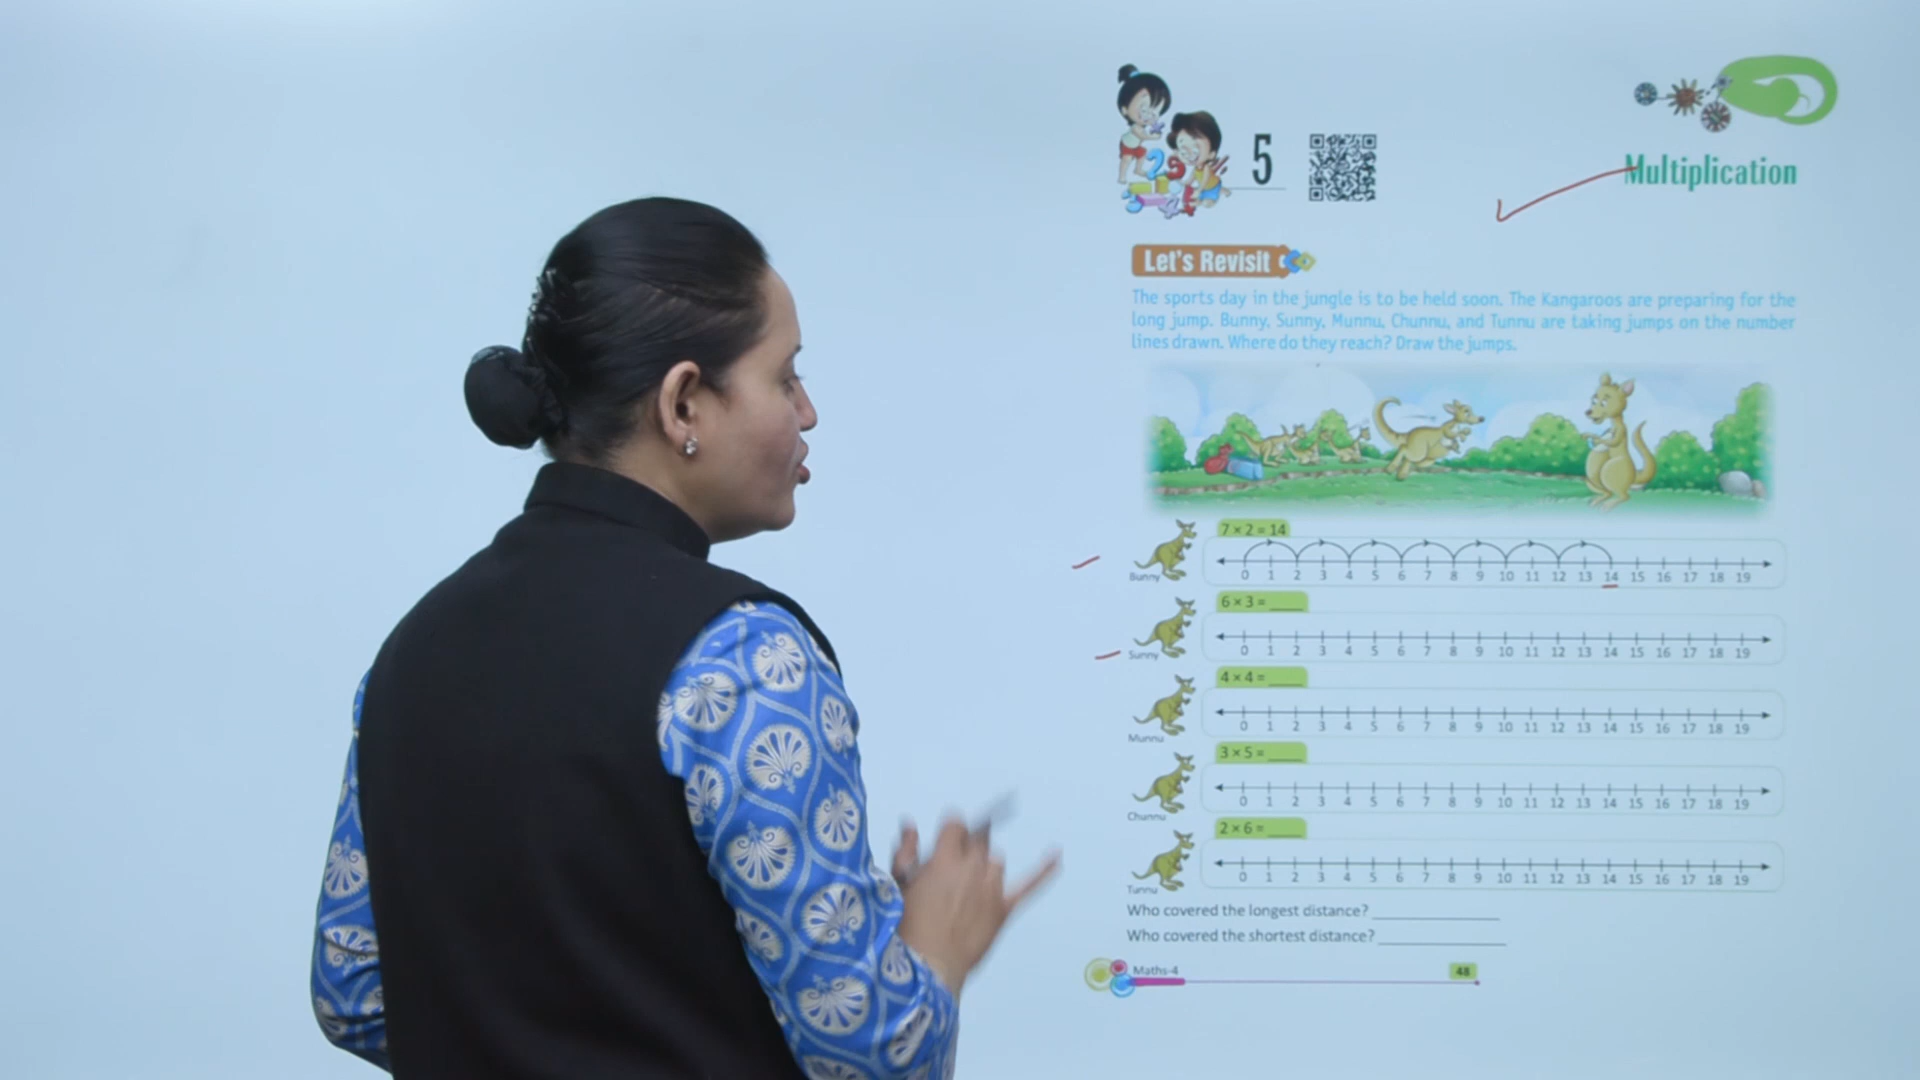 5
Multiplication
Let's Revisit
The sports day in the jungle is to be held soon. The Kangaroos are preparing for the
long jump. Bunny, Sunny, Munnu, Chunnu, and Tunnu are taking jumps on the number
lines drawn. Where do they reach? Draw the jumps.
7 × 2 = 14
Bunny
0 1 2 3 4 5 6 7 8 9 10 11 12 13 14 15 16 17 18 19
6 × 3 = ____
Sunny
0 1 2 3 4 5 6 7 8 9 10 11 12 13 14 15 16 17 18 19
4 × 4 = ____
Munnu
0 1 2 3 4 5 6 7 8 9 10 11 12 13 14 15 16 17 18 19
3 × 5 = ____
Chunnu
0 1 2 3 4 5 6 7 8 9 10 11 12 13 14 15 16 17 18 19
2 × 6 = ____
Tunnu
0 1 2 3 4 5 6 7 8 9 10 11 12 13 14 15 16 17 18 19
Who covered the longest distance? ____________
Who covered the shortest distance? ____________
Maths-4
48